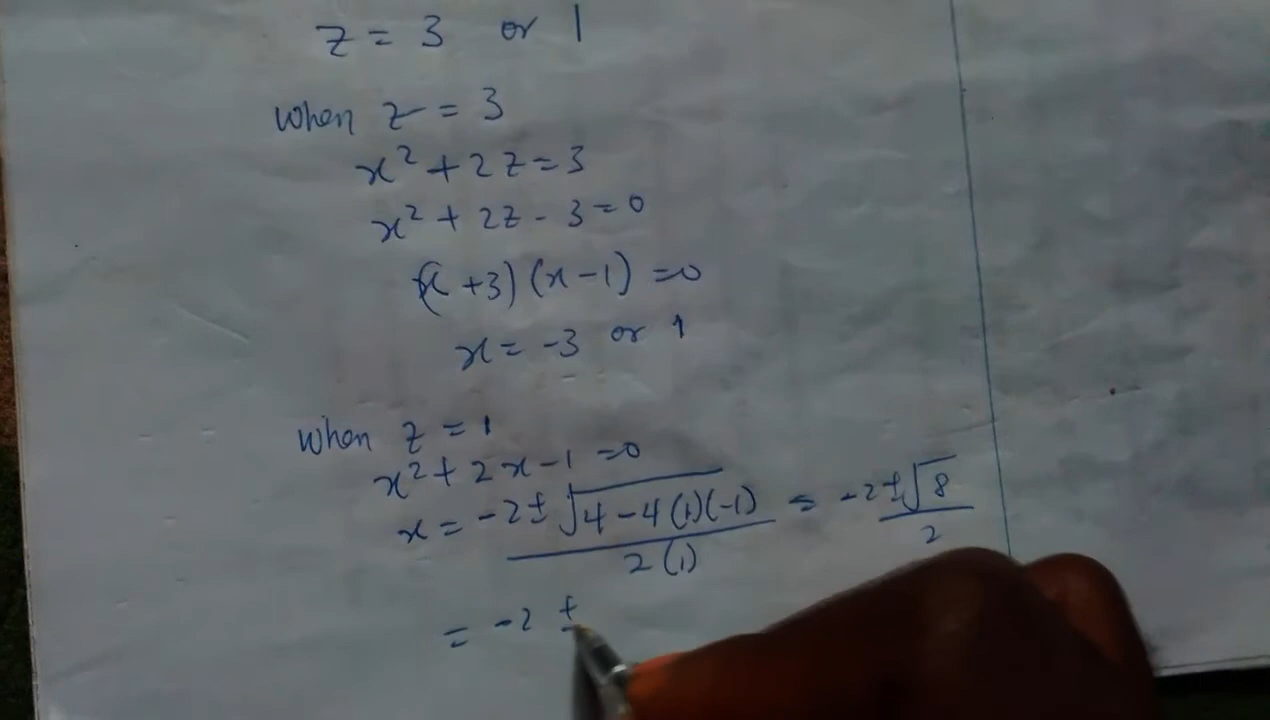 z = 3 or 1
When z = 3
x² + 2z = 3
x² + 2z - 3 = 0
(x + 3) (x - 1) = 0
x = -3 or 1
When z = 1
x² + 2x - 1 = 0
x = (-2 ± √(4 - 4(1)(-1))) / 2(1) = (-2 ± √8) / 2
= -2 ±